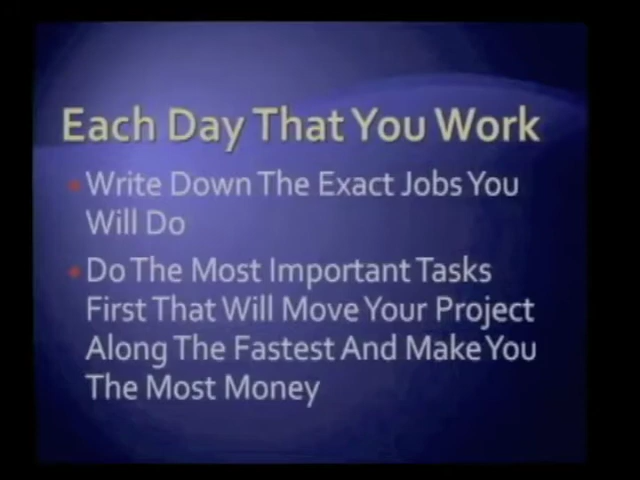 Each Day That You Work
Write Down The Exact Jobs You
Will Do
Do The Most Important Tasks
First That Will Move Your Project
Along The Fastest And Make You
The Most Money